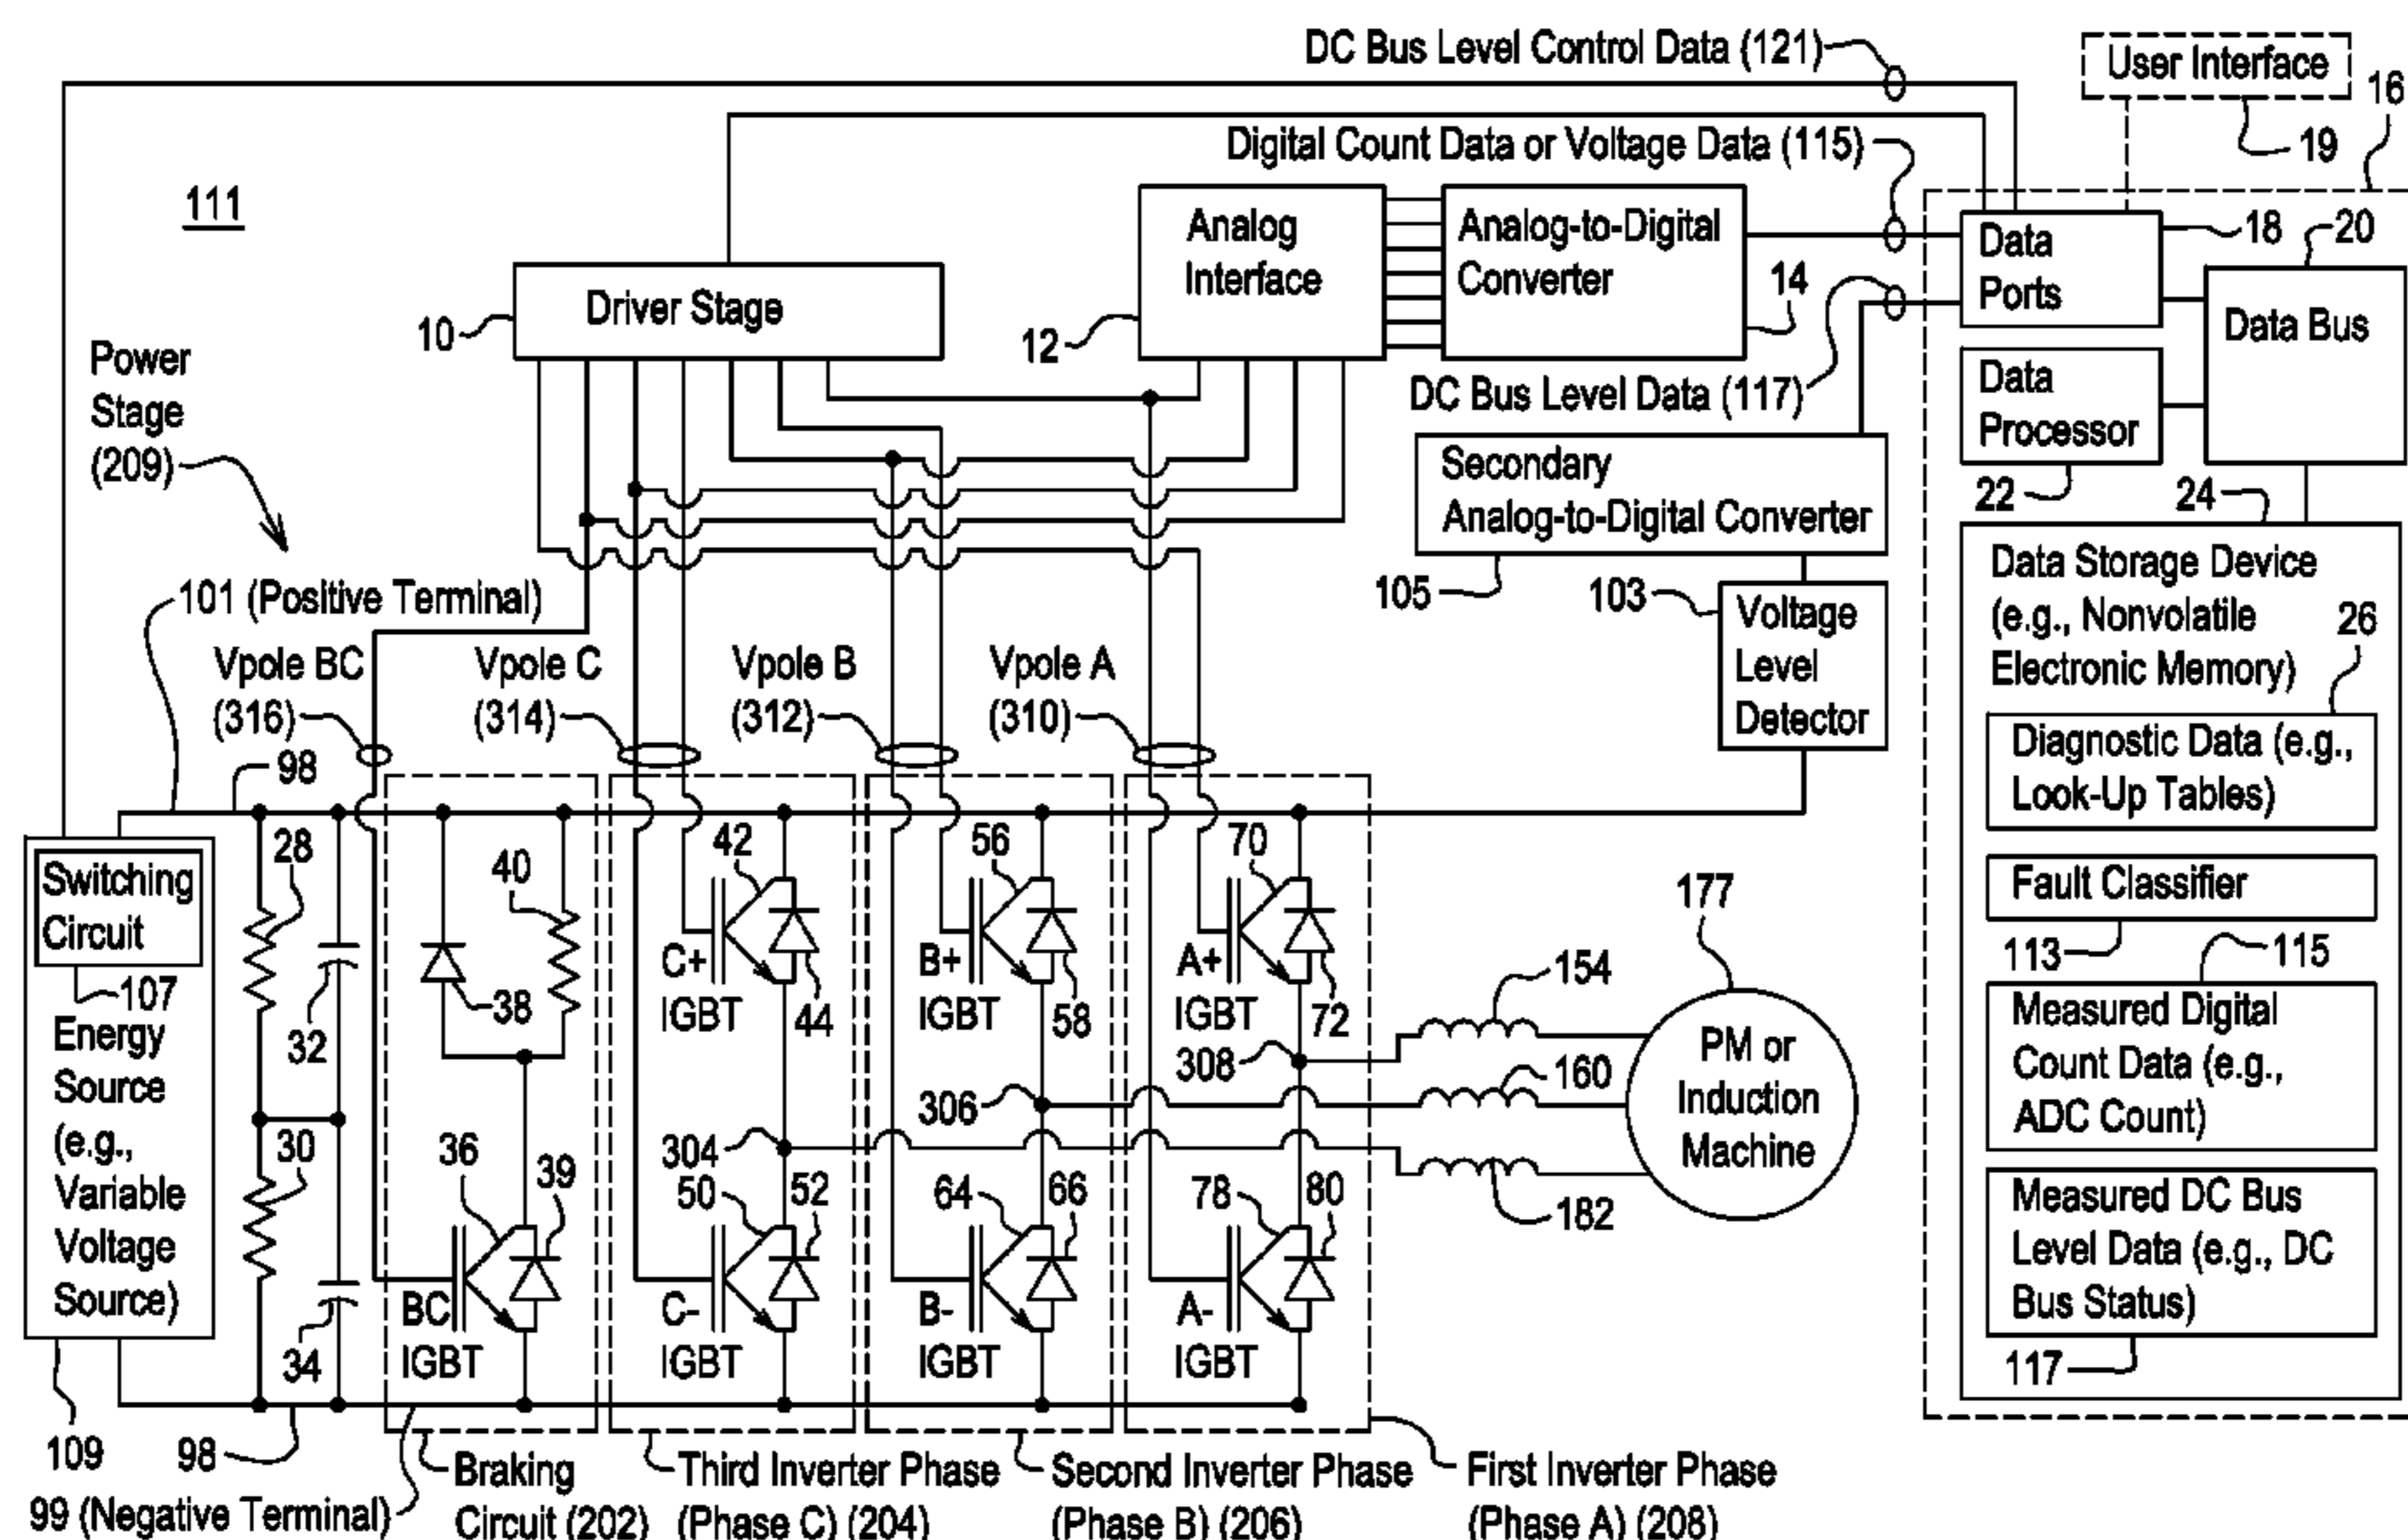 DC Bus Level Control Data (121)
User Interface
16
19
Digital Count Data or Voltage Data (115)
111
Analog
Interface
Analog-to-Digital
Converter
14
Data
Ports
18
20
Data Bus
Driver Stage
10
12
DC Bus Level Data (117)
Data
Processor
22
24
Power
Stage
(209)
Secondary
Analog-to-Digital Converter
105
103
Voltage
Level
Detector
Data Storage Device
(e.g., Nonvolatile
Electronic Memory)
26
Diagnostic Data (e.g.,
Look-Up Tables)
Fault Classifier
113
115
Measured Digital
Count Data (e.g.,
ADC Count)
Measured DC Bus
Level Data (e.g., DC
Bus Status)
117
101 (Positive Terminal)
Vpole BC
(316)
Vpole C
(314)
Vpole B
(312)
Vpole A
(310)
98
Switching
Circuit
107
Energy
Source
(e.g.,
Variable
Voltage
Source)
109
28
32
30
34
40
38
36
39
BC
IGBT
42
C+
IGBT
44
304
50
52
C-
IGBT
56
B+
IGBT
58
306
64
66
B-
IGBT
70
A+
IGBT
72
308
78
80
A-
IGBT
177
154
160
182
PM or
Induction
Machine
98
99 (Negative Terminal)
Braking
Circuit (202)
Third Inverter Phase
(Phase C) (204)
Second Inverter Phase
(Phase B) (206)
First Inverter Phase
(Phase A) (208)